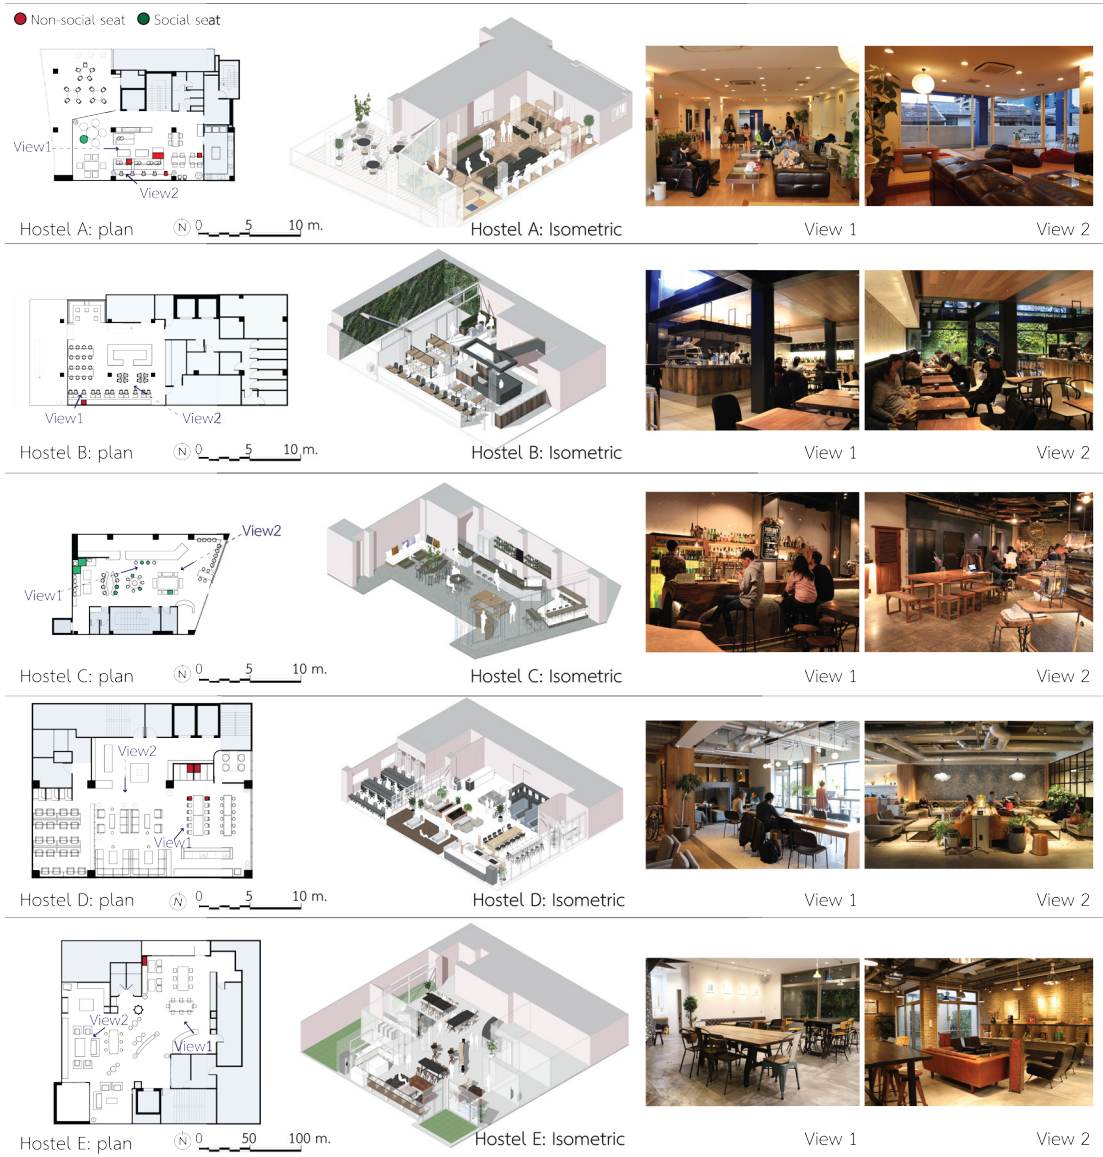 Non-social seat Social seat
View1
View2
Hostel A: plan N 0 5 10 m. Hostel A: Isometric View 1 View 2
View1 View2
Hostel B: plan N 0 5 10 m. Hostel B: Isometric View 1 View 2
View2
View1
Hostel C: plan N 0 5 10 m. Hostel C: Isometric View 1 View 2
View2
View1
Hostel D: plan N 0 5 10 m. Hostel D: Isometric View 1 View 2
View2
View1
Hostel E: plan N 0 50 100 m. Hostel E: Isometric View 1 View 2